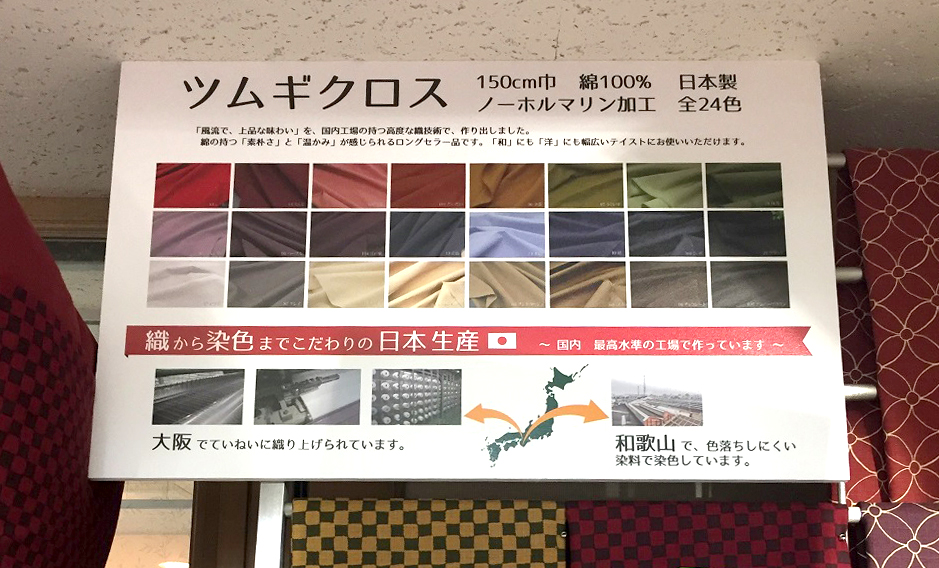 ツムギクロス
150cm巾 綿100% 日本製
ノーホルマリン加工 全24色
「風流で、上品な味わい」を、国内工場の持つ高度な織技術で、作り出しました。
綿の持つ「素朴さ」と「温かみ」が感じられるロングセラー品です。「和」にも「洋」にも幅広いテイストにお使いいただけます。
織から染色までこだわりの日本生産
～ 国内 最高水準の工場で作っています ～
大阪でていねいに織り上げられています。
和歌山で、色落ちしにくい
染料で染色しています。